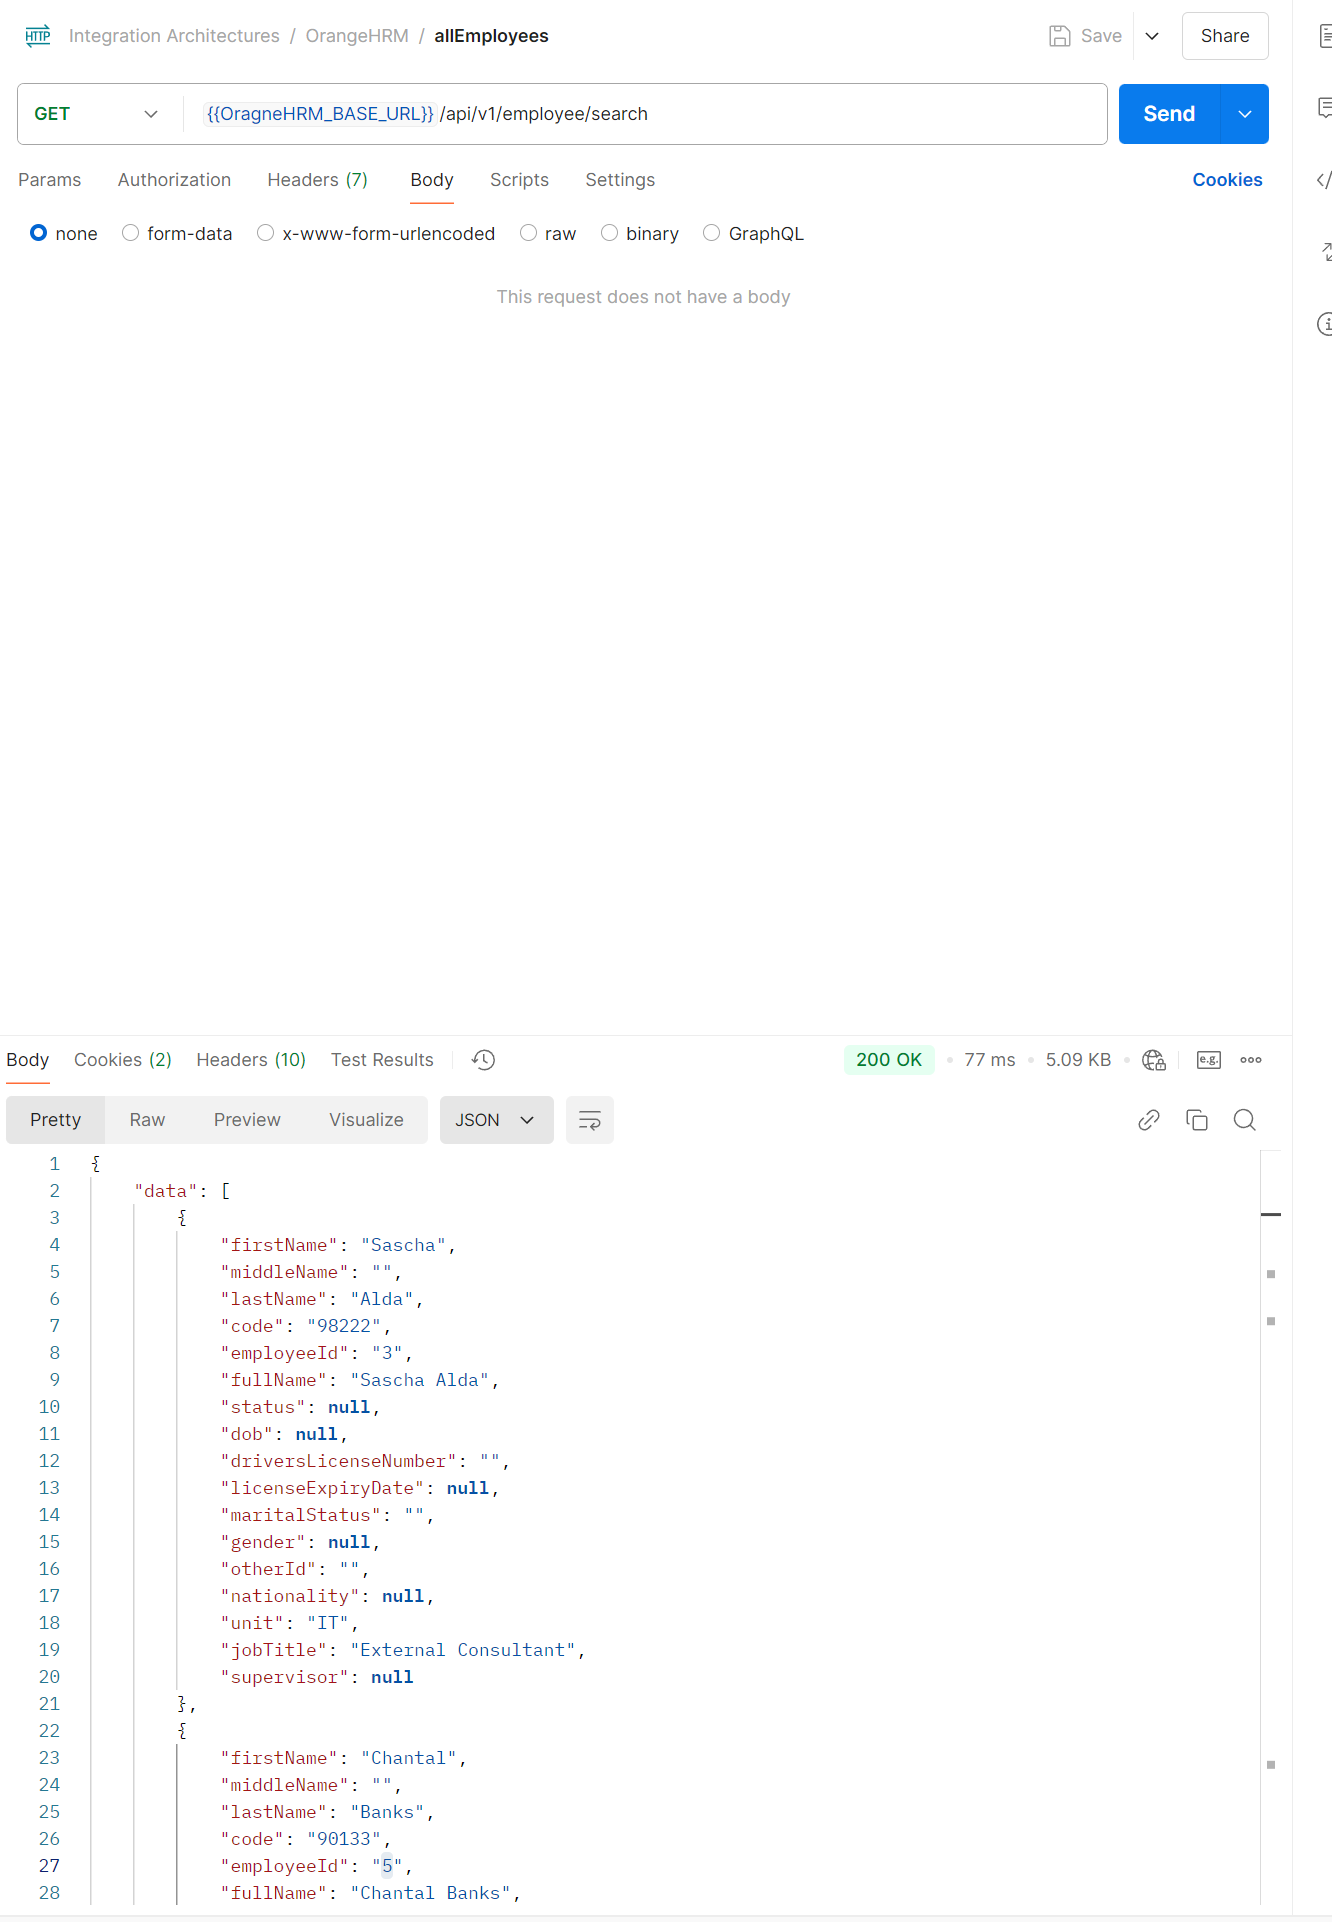 HTTP Integration Architectures / OrangeHRM / allEmployees Save Share
GET {{OragneHRM_BASE_URL}} /api/v1/employee/search Send
Params Authorization Headers (7) Body Scripts Settings Cookies
none form-data x-www-form-urlencoded raw binary GraphQL
This request does not have a body
Body Cookies (2) Headers (10) Test Results 200 OK 77 ms 5.09 KB e.g.
Pretty Raw Preview Visualize JSON
1 {
2 "data": [
3 {
4 "firstName": "Sascha",
5 "middleName": "",
6 "lastName": "Alda",
7 "code": "98222",
8 "employeeId": "3",
9 "fullName": "Sascha Alda",
10 "status": null,
11 "dob": null,
12 "driversLicenseNumber": "",
13 "licenseExpiryDate": null,
14 "maritalStatus": "",
15 "gender": null,
16 "otherId": "",
17 "nationality": null,
18 "unit": "IT",
19 "jobTitle": "External Consultant",
20 "supervisor": null
21 },
22 {
23 "firstName": "Chantal",
24 "middleName": "",
25 "lastName": "Banks",
26 "code": "90133",
27 "employeeId": "5",
28 "fullName": "Chantal Banks",